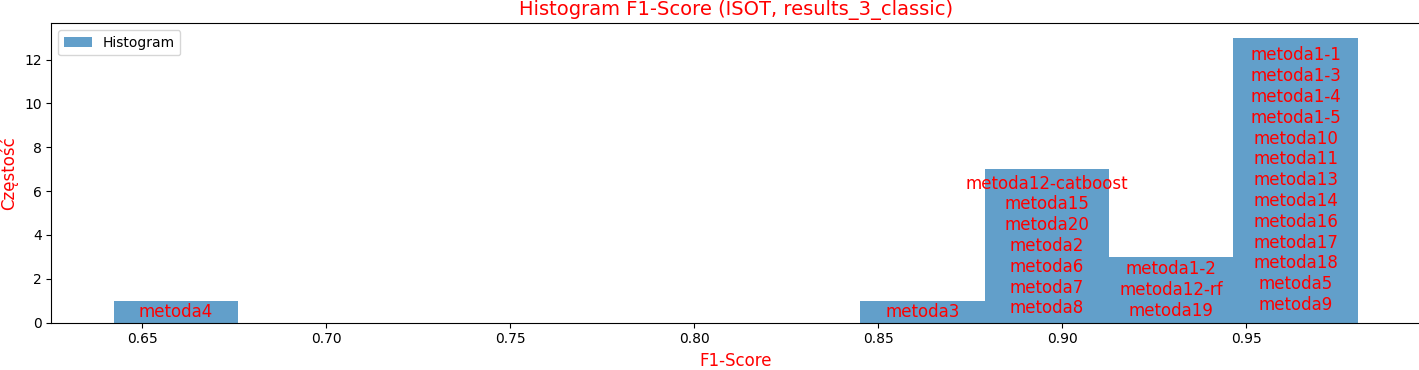 Histogram F1-Score (ISOT, results_3_classic)
Histogram
Częstość
12
10
8
6
4
2
0
metoda4
metoda3
metoda12-catboost
metoda15
metoda20
metoda2
metoda6
metoda7
metoda8
metoda1-2
metoda12-rf
metoda19
metoda1-1
metoda1-3
metoda1-4
metoda1-5
metoda10
metoda11
metoda13
metoda14
metoda16
metoda17
metoda18
metoda5
metoda9
0.65
0.70
0.75
0.80
0.85
0.90
0.95
F1-Score